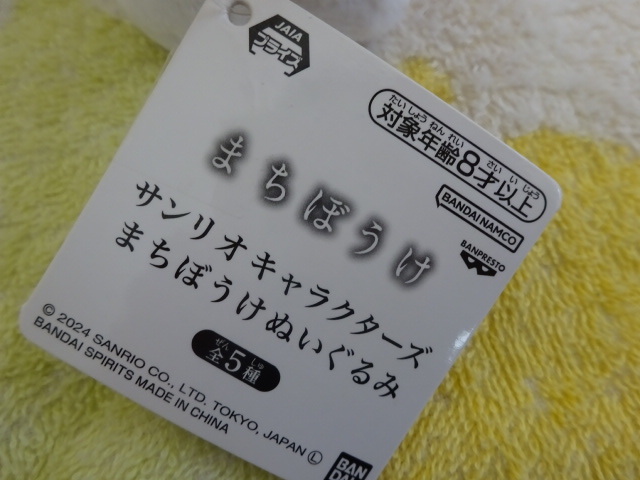 JAIA
プライズ
たいしょうねんれい さいいじょう
対象年齢8才以上
BANDAI NAMCO
BANPRESTO
まちぼうけ
サンリオキャラクターズ
まちぼうけぬいぐるみ
ぜん しゅ
全5種
© 2024 SANRIO CO., LTD. TOKYO, JAPAN Ⓛ
BANDAI SPIRITS MADE IN CHINA
BAN
DAI